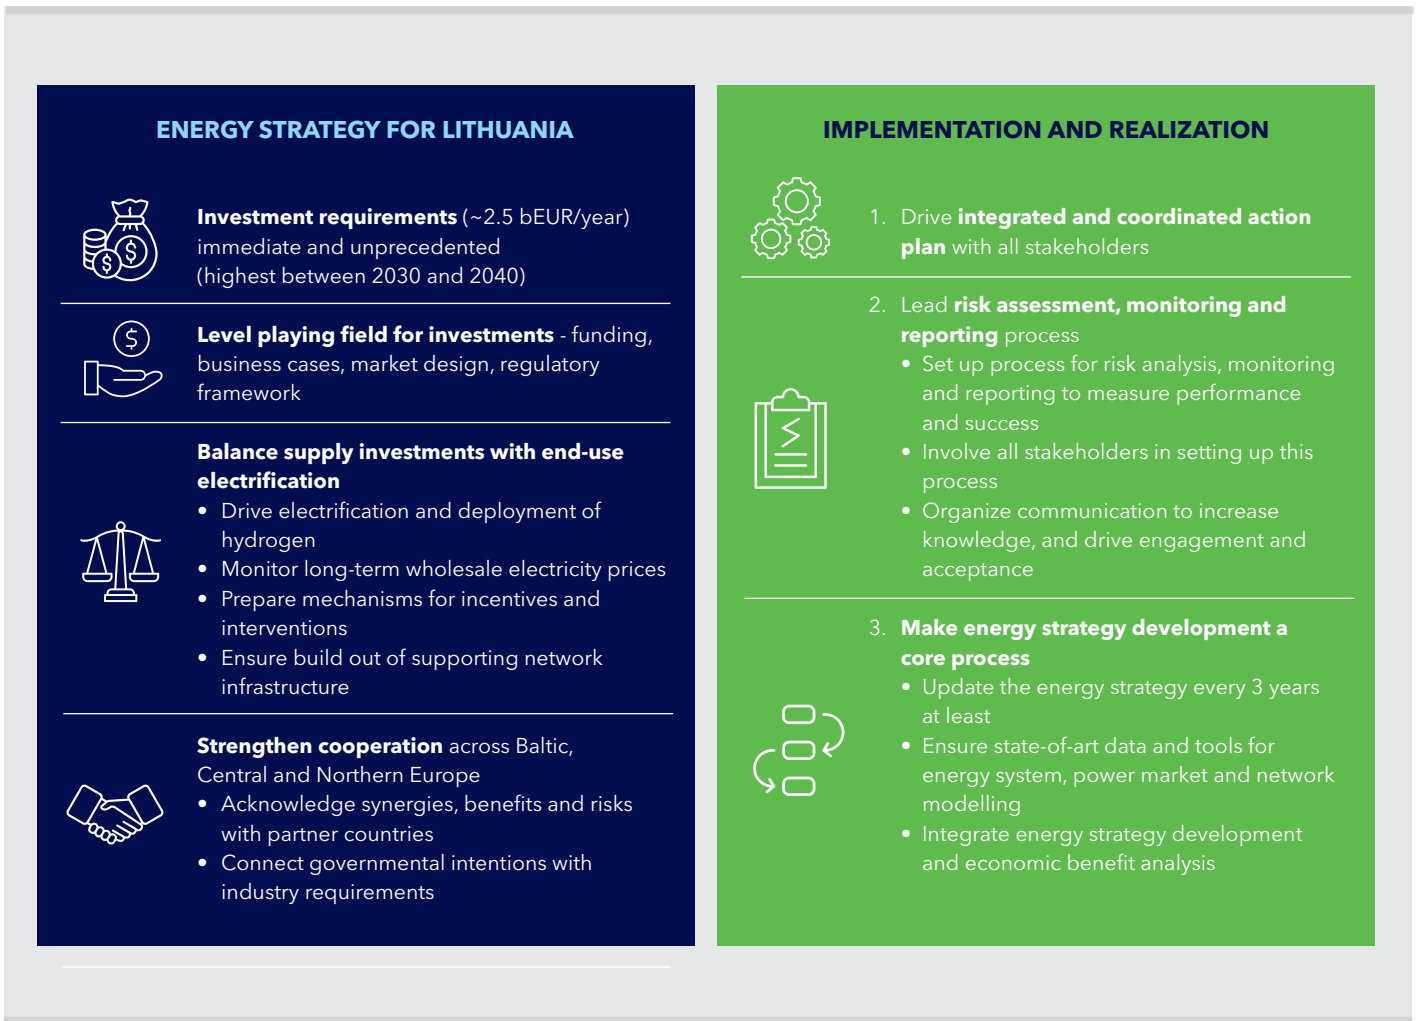 ENERGY STRATEGY FOR LITHUANIA
Investment requirements (~2.5 bEUR/year)
immediate and unprecedented
(highest between 2030 and 2040)
Level playing field for investments - funding,
business cases, market design, regulatory
framework
Balance supply investments with end-use
electrification
• Drive electrification and deployment of
hydrogen
• Monitor long-term wholesale electricity prices
• Prepare mechanisms for incentives and
interventions
• Ensure build out of supporting network
infrastructure
Strengthen cooperation across Baltic,
Central and Northern Europe
• Acknowledge synergies, benefits and risks
with partner countries
• Connect governmental intentions with
industry requirements
IMPLEMENTATION AND REALIZATION
1. Drive integrated and coordinated action
plan with all stakeholders
2. Lead risk assessment, monitoring and
reporting process
• Set up process for risk analysis, monitoring
and reporting to measure performance
and success
• Involve all stakeholders in setting up this
process
• Organize communication to increase
knowledge, and drive engagement and
acceptance
3. Make energy strategy development a
core process
• Update the energy strategy every 3 years
at least
• Ensure state-of-art data and tools for
energy system, power market and network
modelling
• Integrate energy strategy development
and economic benefit analysis